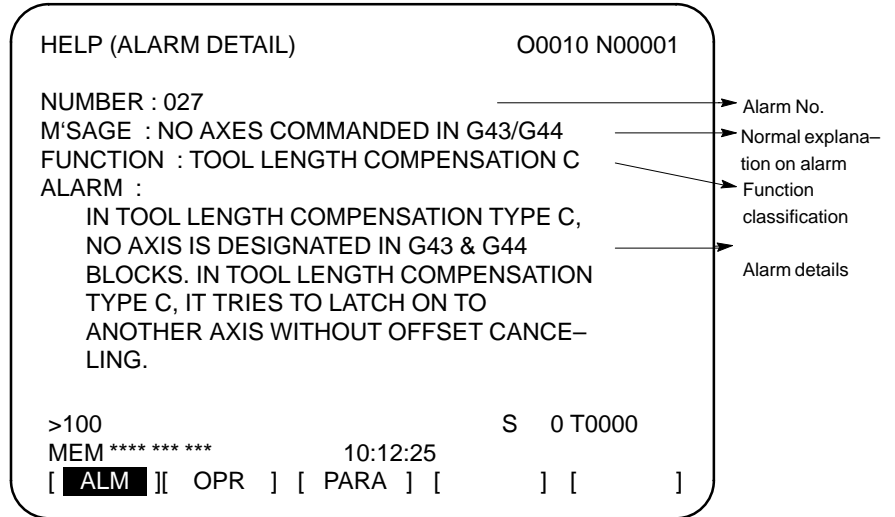 HELP (ALARM DETAIL) O0010 N00001
NUMBER : 027
M‘SAGE : NO AXES COMMANDED IN G43/G44
FUNCTION : TOOL LENGTH COMPENSATION C
ALARM :
IN TOOL LENGTH COMPENSATION TYPE C,
NO AXIS IS DESIGNATED IN G43 & G44
BLOCKS. IN TOOL LENGTH COMPENSATION
TYPE C, IT TRIES TO LATCH ON TO
ANOTHER AXIS WITHOUT OFFSET CANCE–
LING.
>100 S 0 T0000
MEM **** *** *** 10:12:25
[ ALM ][ OPR ] [ PARA ] [ ] [ ]
Alarm No.
Normal explana–
tion on alarm
Function
classification
Alarm details